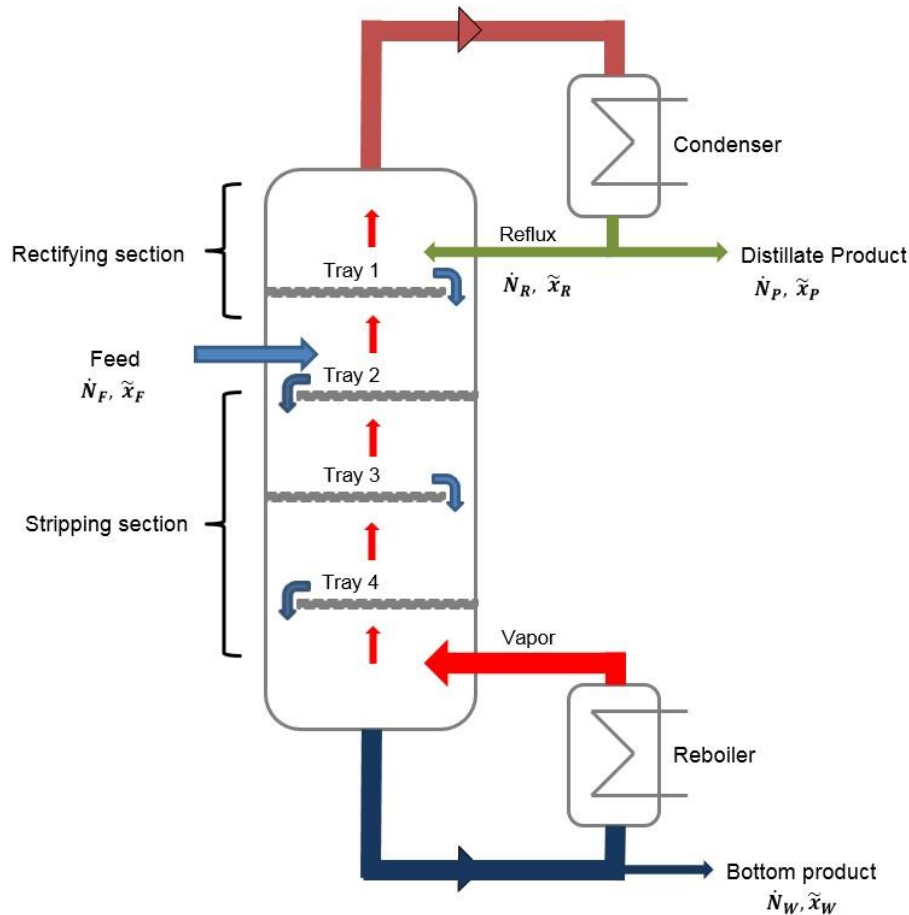 Condenser
Rectifying section
Reflux
Distillate Product
Tray 1
Ṅ_R, x̃_R
Ṅ_P, x̃_P
Feed
Tray 2
Ṅ_F, x̃_F
Tray 3
Stripping section
Tray 4
Vapor
Reboiler
Bottom product
Ṅ_W, x̃_W